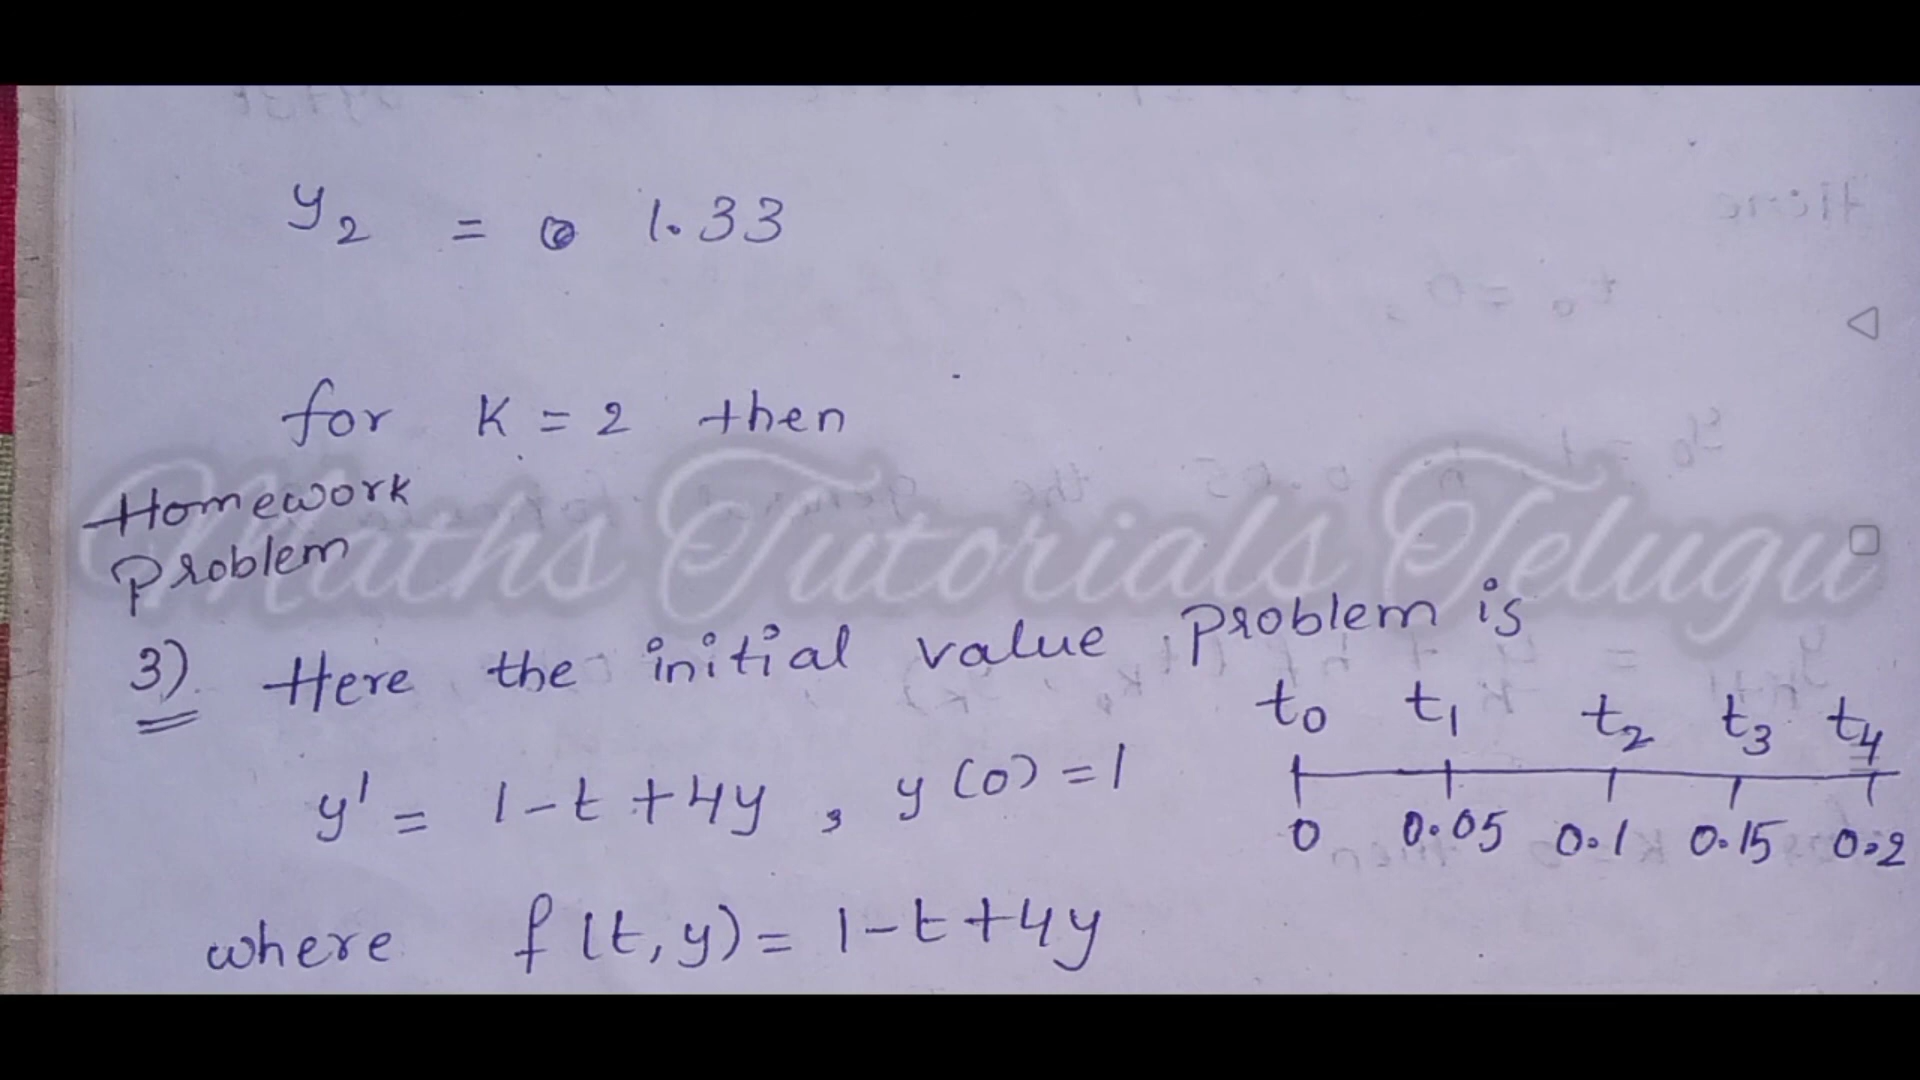 y₂ = 1.33
for K = 2 then
Homework
Problem
Maths Tutorials Telugu
3) Here the initial value problem is
t₀ t₁ t₂ t₃ t₄
y' = 1-t+4y, y(0)=1
0 0.05 0.1 0.15 0.2
where f(t,y)= 1-t+4y